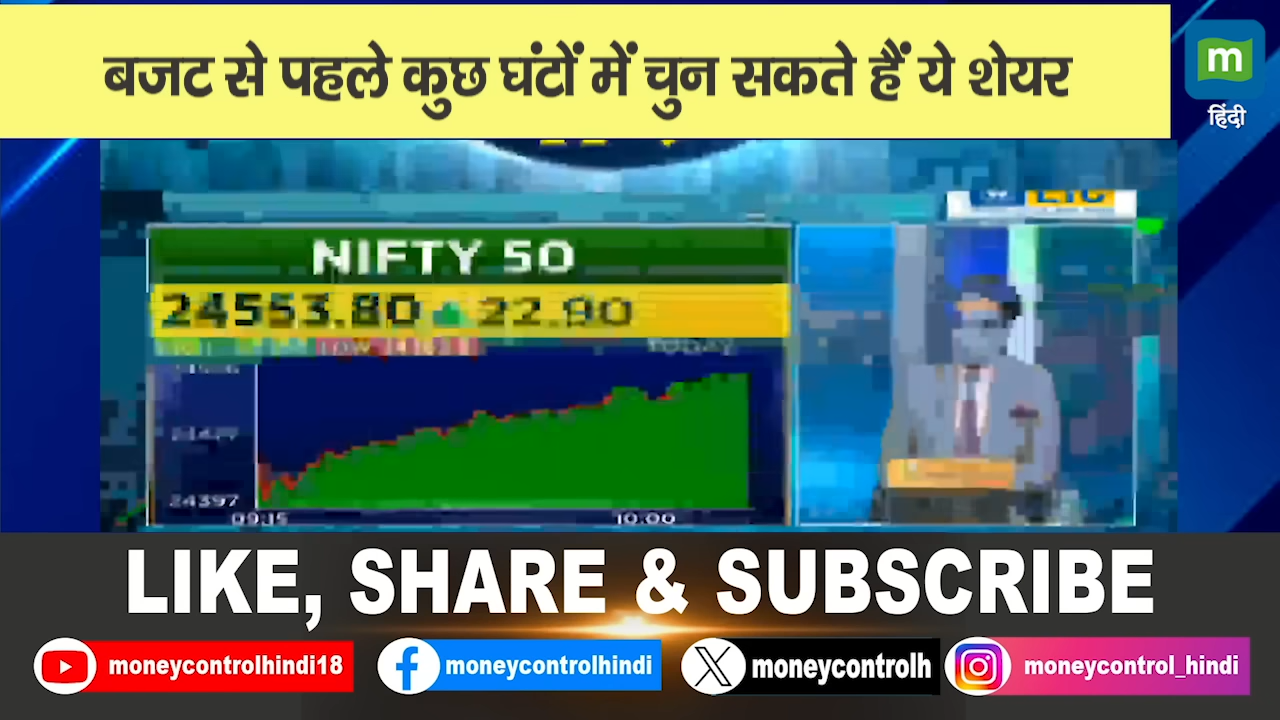 बजट से पहले कुछ घंटों में चुन सकते हैं ये शेयर
m
हिंदी
NIFTY 50
24553.80 22.90
TODAY
24397
09:15 10:00
LIKE, SHARE & SUBSCRIBE
moneycontrolhindi18
moneycontrolhindi
moneycontrolh
moneycontrol_hindi